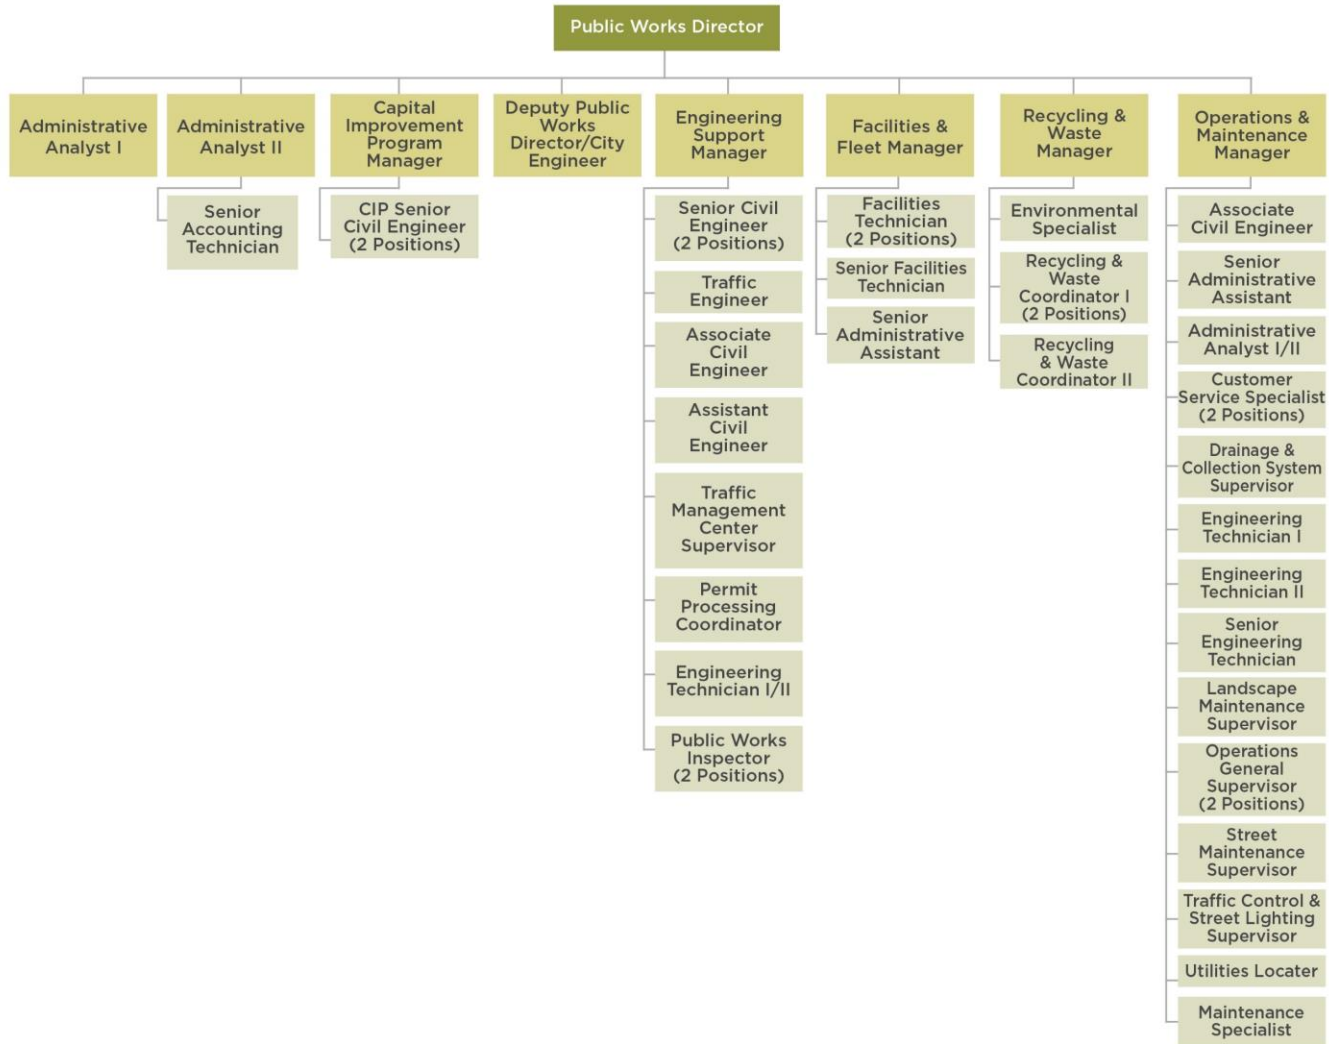 Public Works Director
Administrative
Analyst I
Administrative
Analyst II
Capital
Improvement
Program
Manager
Deputy Public
Works
Director/City
Engineer
Engineering
Support
Manager
Facilities &
Fleet Manager
Recycling &
Waste
Manager
Operations &
Maintenance
Manager
Senior
Accounting
Technician
CIP Senior
Civil Engineer
(2 Positions)
Senior Civil
Engineer
(2 Positions)
Traffic
Engineer
Associate
Civil
Engineer
Assistant
Civil
Engineer
Traffic
Management
Center
Supervisor
Permit
Processing
Coordinator
Engineering
Technician I/II
Public Works
Inspector
(2 Positions)
Facilities
Technician
(2 Positions)
Senior Facilities
Technician
Senior
Administrative
Assistant
Environmental
Specialist
Recycling &
Waste
Coordinator I
(2 Positions)
Recycling
& Waste
Coordinator II
Associate
Civil Engineer
Senior
Administrative
Assistant
Administrative
Analyst I/II
Customer
Service Specialist
(2 Positions)
Drainage &
Collection System
Supervisor
Engineering
Technician I
Engineering
Technician II
Senior
Engineering
Technician
Landscape
Maintenance
Supervisor
Operations
General
Supervisor
(2 Positions)
Street
Maintenance
Supervisor
Traffic Control &
Street Lighting
Supervisor
Utilities Locater
Maintenance
Specialist